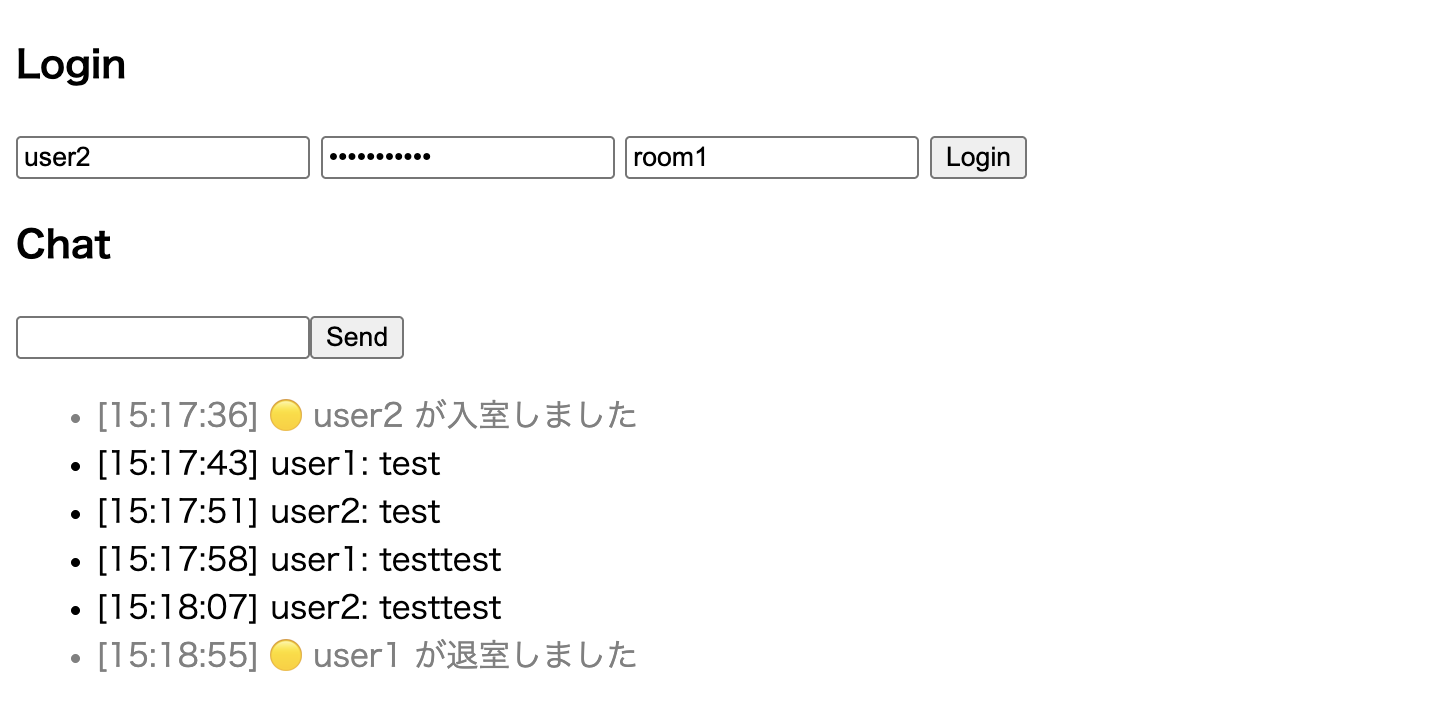 Login
user2 ••••••••••• room1 Login
Chat
Send
• [15:17:36] 🟡 user2 が入室しました
• [15:17:43] user1: test
• [15:17:51] user2: test
• [15:17:58] user1: testtest
• [15:18:07] user2: testtest
• [15:18:55] 🟡 user1 が退室しました